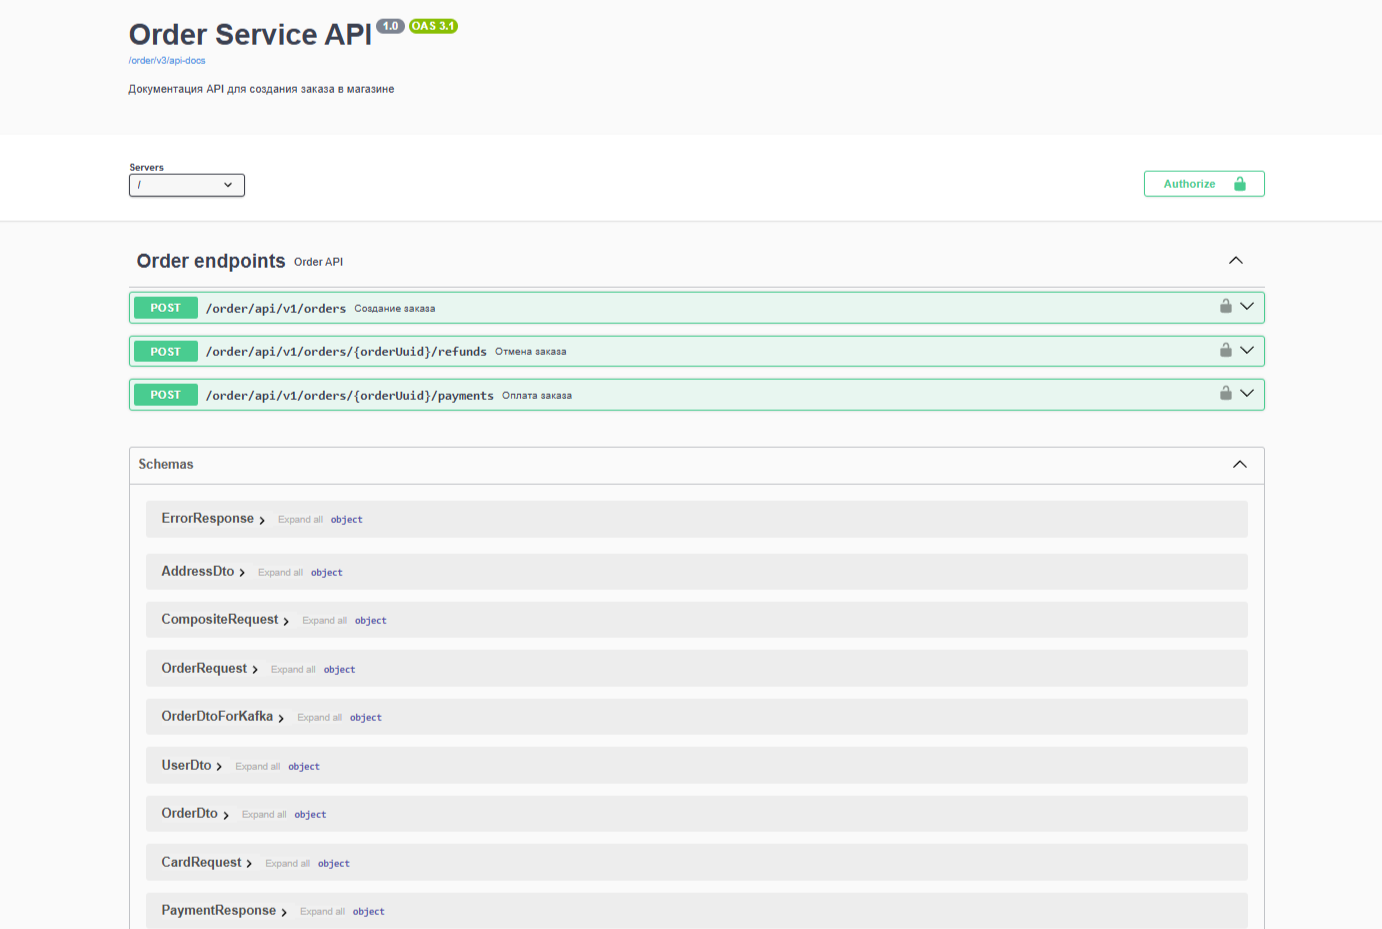 Order Service API 1.0 OAS 3.1
/order/v3/api-docs
Документация API для создания заказа в магазине
Servers
/
Authorize
Order endpoints Order API
POST /order/api/v1/orders Создание заказа
POST /order/api/v1/orders/{orderUuid}/refunds Отмена заказа
POST /order/api/v1/orders/{orderUuid}/payments Оплата заказа
Schemas
ErrorResponse Expand all object
AddressDto Expand all object
CompositeRequest Expand all object
OrderRequest Expand all object
OrderDtoForKafka Expand all object
UserDto Expand all object
OrderDto Expand all object
CardRequest Expand all object
PaymentResponse Expand all object